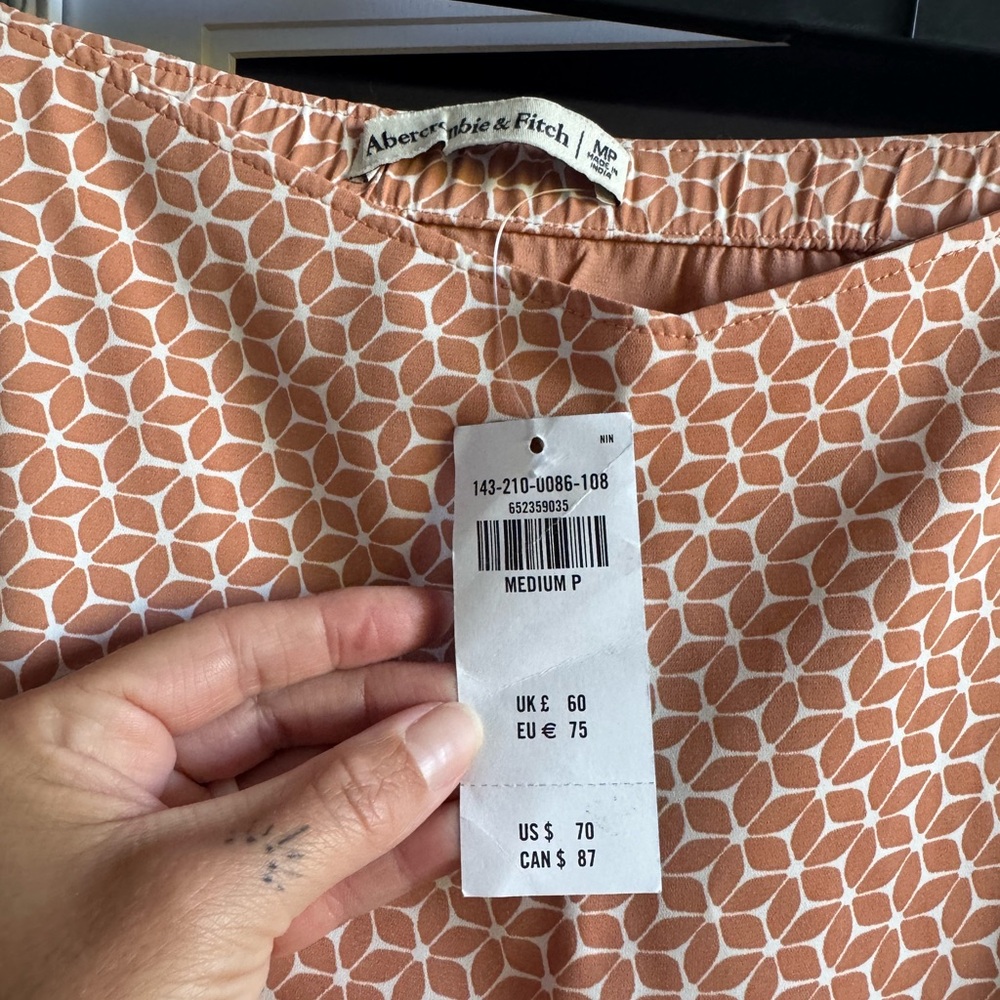 Abercrombie & Fitch | MP
MADE IN
INDIA
NIN
143-210-0086-108
652359035
MEDIUM P
UK £ 60
EU € 75
US $ 70
CAN $ 87